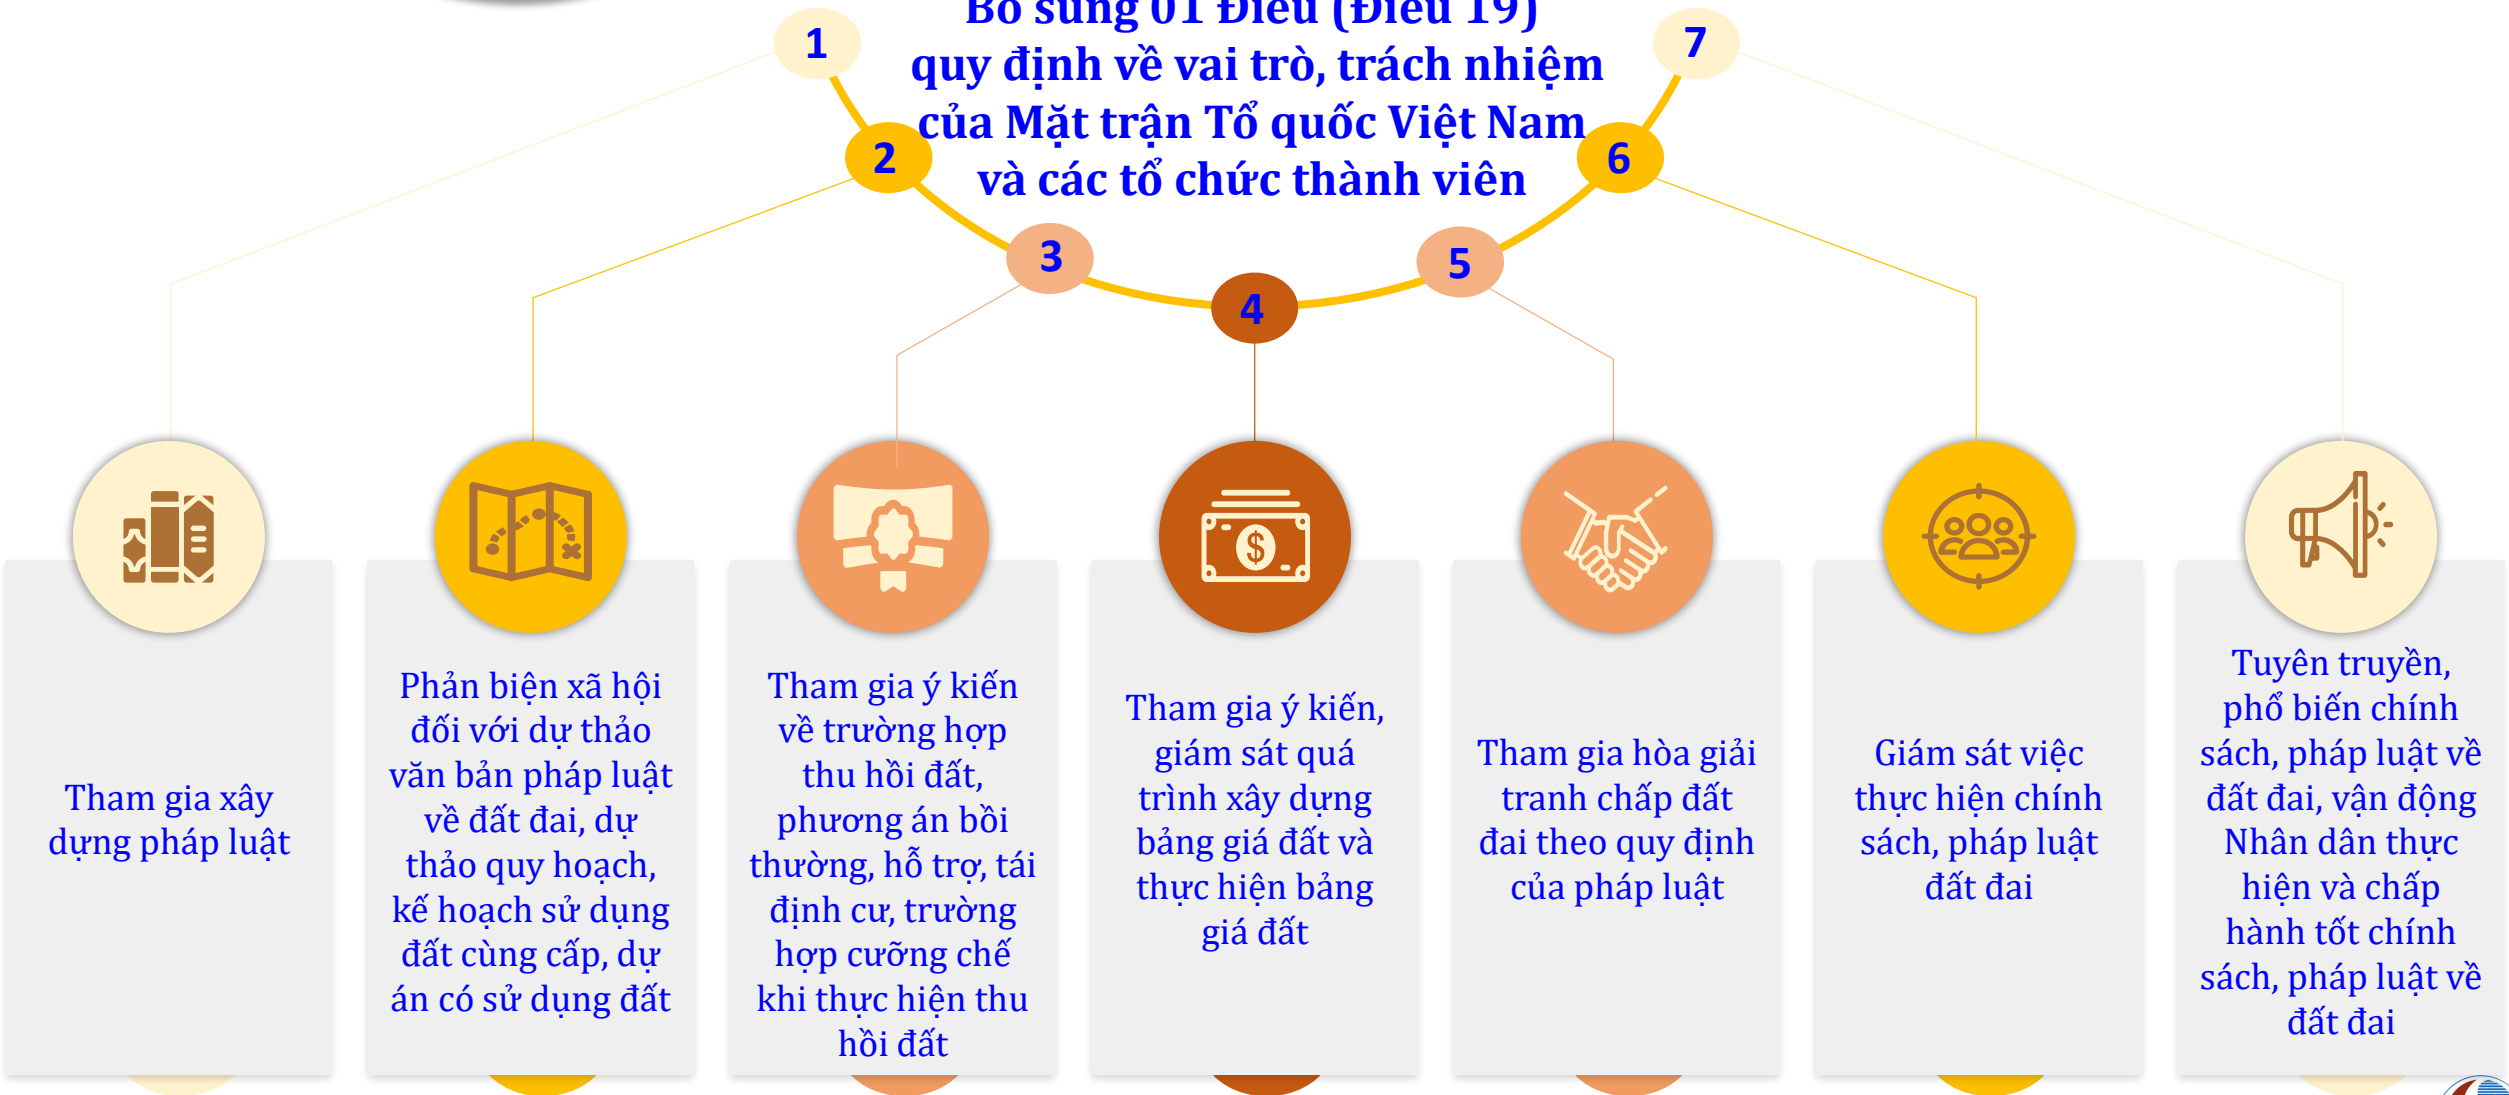 Bổ sung 01 Điều (Điều 19)
quy định về vai trò, trách nhiệm
của Mặt trận Tổ quốc Việt Nam
và các tổ chức thành viên
1
2
3
4
5
6
7
Tham gia xây
dựng pháp luật
Phản biện xã hội
đối với dự thảo
văn bản pháp luật
về đất đai, dự
thảo quy hoạch,
kế hoạch sử dụng
đất cùng cấp, dự
án có sử dụng đất
Tham gia ý kiến
về trường hợp
thu hồi đất,
phương án bồi
thường, hỗ trợ, tái
định cư, trường
hợp cưỡng chế
khi thực hiện thu
hồi đất
Tham gia ý kiến,
giám sát quá
trình xây dựng
bảng giá đất và
thực hiện bảng
giá đất
Tham gia hòa giải
tranh chấp đất
đai theo quy định
của pháp luật
Giám sát việc
thực hiện chính
sách, pháp luật
đất đai
Tuyên truyền,
phổ biến chính
sách, pháp luật về
đất đai, vận động
Nhân dân thực
hiện và chấp
hành tốt chính
sách, pháp luật về
đất đai